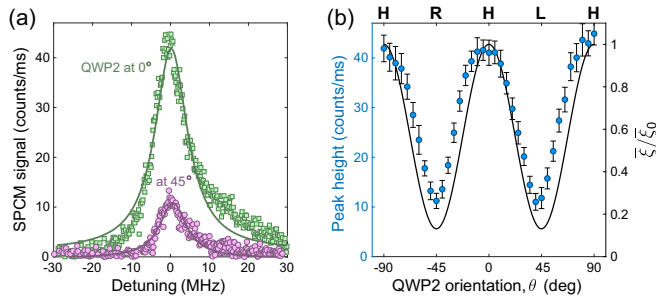 (a)
QWP2 at 0°
at 45°
SPCM signal (counts/ms)
40
30
20
10
0
-30 -20 -10 0 10 20 30
Detuning (MHz)
(b)
H R H L H
Peak height (counts/ms)
40
30
20
10
0
1
0.8
0.6
0.4
0.2
0
ξ/ξ0
-90 -45 0 45 90
QWP2 orientation, θ (deg)